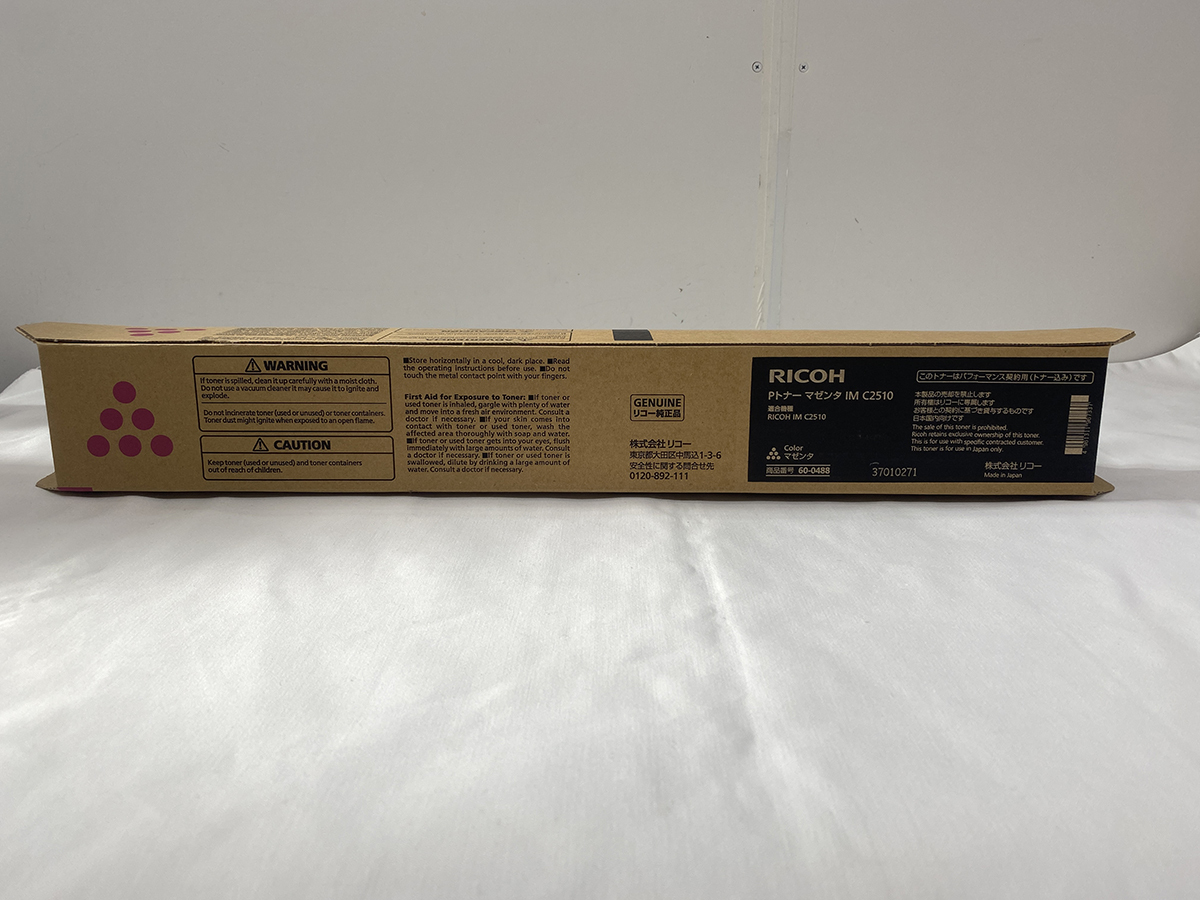 WARNING
If toner is spilled, clean it up carefully with a moist cloth.
Do not use a vacuum cleaner it may cause it to ignite and
explode.
Do not incinerate toner (used or unused) or toner containers.
Toner dust might ignite when exposed to an open flame.
CAUTION
Keep toner (used or unused) and toner containers
out of reach of children.
■Store horizontally in a cool, dark place. ■Read
the operating instructions before use. ■Do not
touch the metal contact point with your fingers.
First Aid for Exposure to Toner: ■If toner or
used toner is inhaled, gargle with plenty of water
and move into a fresh air environment. Consult a
doctor if necessary. ■If your skin comes into
contact with toner or used toner, wash the
affected area thoroughly with soap and water.
■If toner or used toner gets into your eyes, flush
immediately with large amounts of water. Consult
a doctor if necessary. ■If toner or used toner is
swallowed, dilute by drinking a large amount of
water. Consult a doctor if necessary.
GENUINE
リコー純正品
株式会社 リコー
東京都大田区中馬込1-3-6
安全性に関する問合せ先
0120-892-111
RICOH
Pトナー マゼンタ IM C2510
適合機種
RICOH IM C2510
Color
マゼンタ
商品番号 60-0488
37010271
このトナーはパフォーマンス契約用(トナー込み)です
本製品の売却を禁止します
所有権はリコーに帰属します
お客様との契約に基づき貸与するものです
日本国内向けです
The sale of this toner is prohibited.
Ricoh retains exclusive ownership of this toner.
This is for use with specific contracted customer.
This toner is for use in Japan only.
株式会社 リコー
Made in Japan